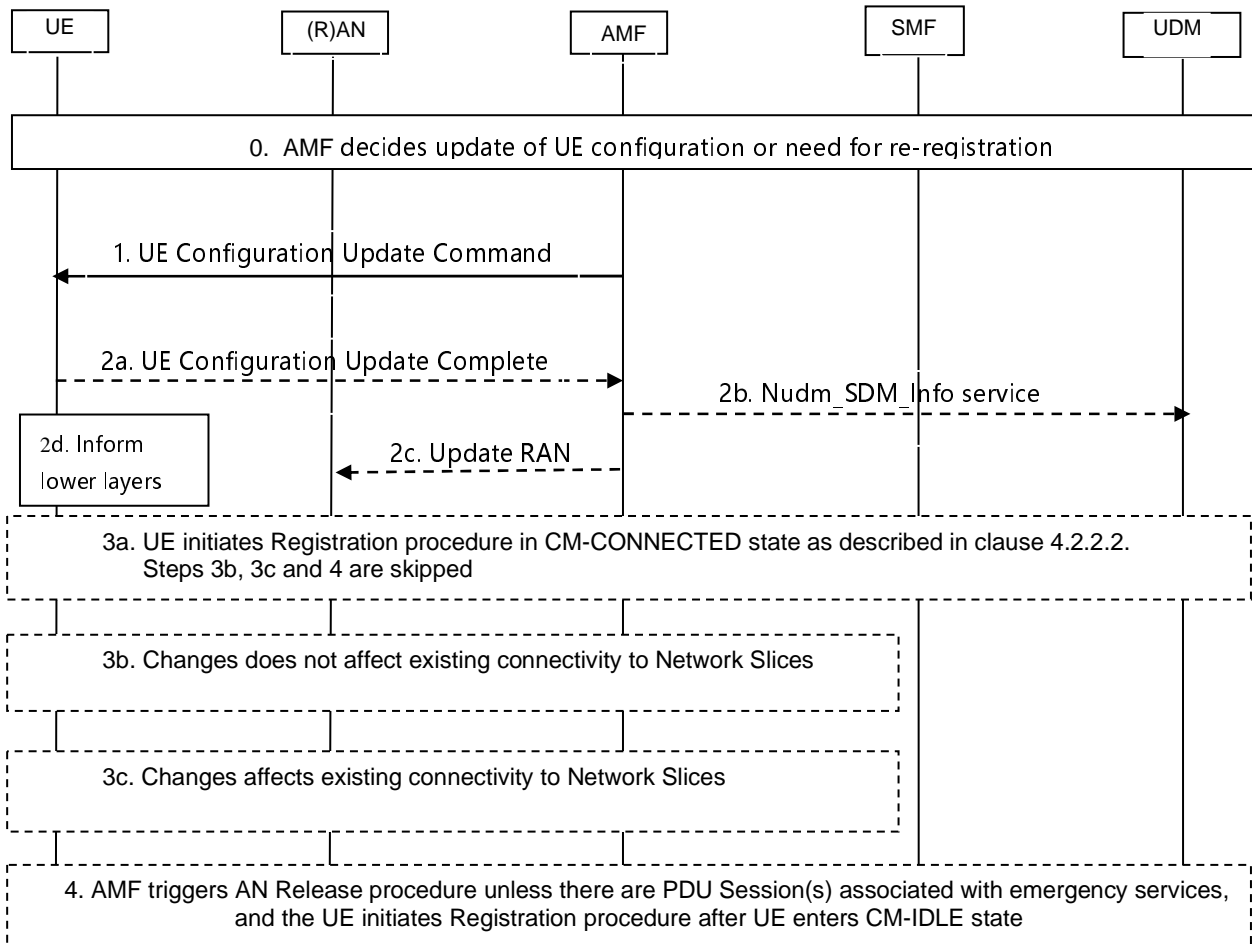 UE
(R)AN
AMF
SMF
UDM
0. AMF decides update of UE configuration or need for re-registration
1. UE Configuration Update Command
2a. UE Configuration Update Complete
2b. Nudm_SDM_Info service
2c. Update RAN
2d. Inform
lower layers
3a. UE initiates Registration procedure in CM-CONNECTED state as described in clause 4.2.2.2.
Steps 3b, 3c and 4 are skipped
3b. Changes does not affect existing connectivity to Network Slices
3c. Changes affects existing connectivity to Network Slices
4. AMF triggers AN Release procedure unless there are PDU Session(s) associated with emergency services,
and the UE initiates Registration procedure after UE enters CM-IDLE state